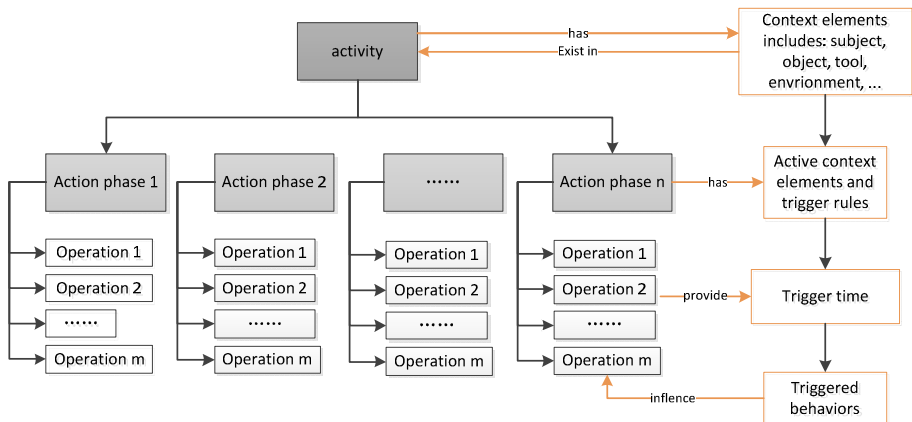 activity
has
Exist in
Context elements
includes: subject,
object, tool,
envrionment, ...
Action phase 1
Action phase 2
······
Action phase n
has
Active context
elements and
trigger rules
Operation 1
Operation 2
······
Operation m
Operation 1
Operation 2
······
Operation m
Operation 1
Operation 2
······
Operation m
Operation 1
Operation 2
······
Operation m
provide
Trigger time
inflence
Triggered
behaviors